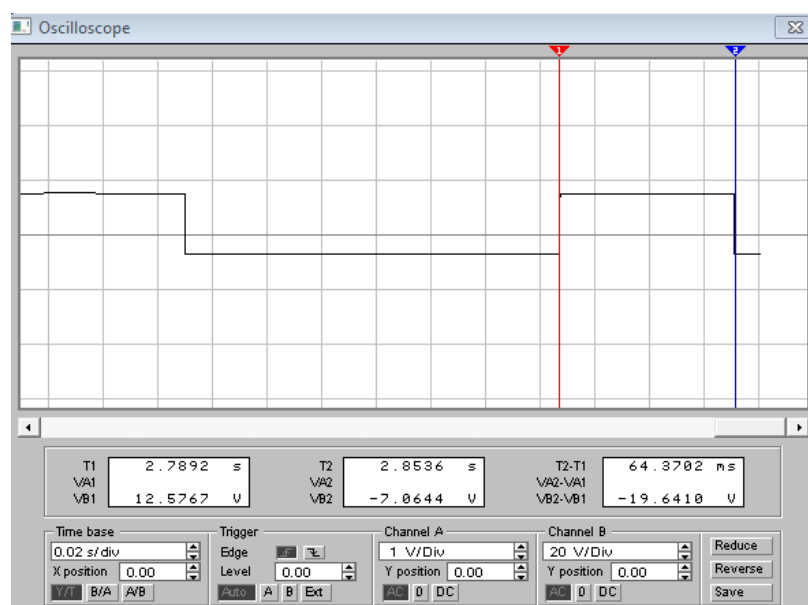 Oscilloscope
1 2
T1 2.7892 s T2 2.8536 s T2-T1 64.3702 ms
VA1 VA2 VA2-VA1
VB1 12.5767 V VB2 -7.0644 V VB2-VB1 -19.6410 V
Time base Trigger Channel A Channel B
0.02 s/div Edge 1 V/Div 20 V/Div Reduce
X position 0.00 Level 0.00 Y position 0.00 Y position 0.00 Reverse
Y/T B/A A/B Auto A B Ext AC 0 DC AC 0 DC Save